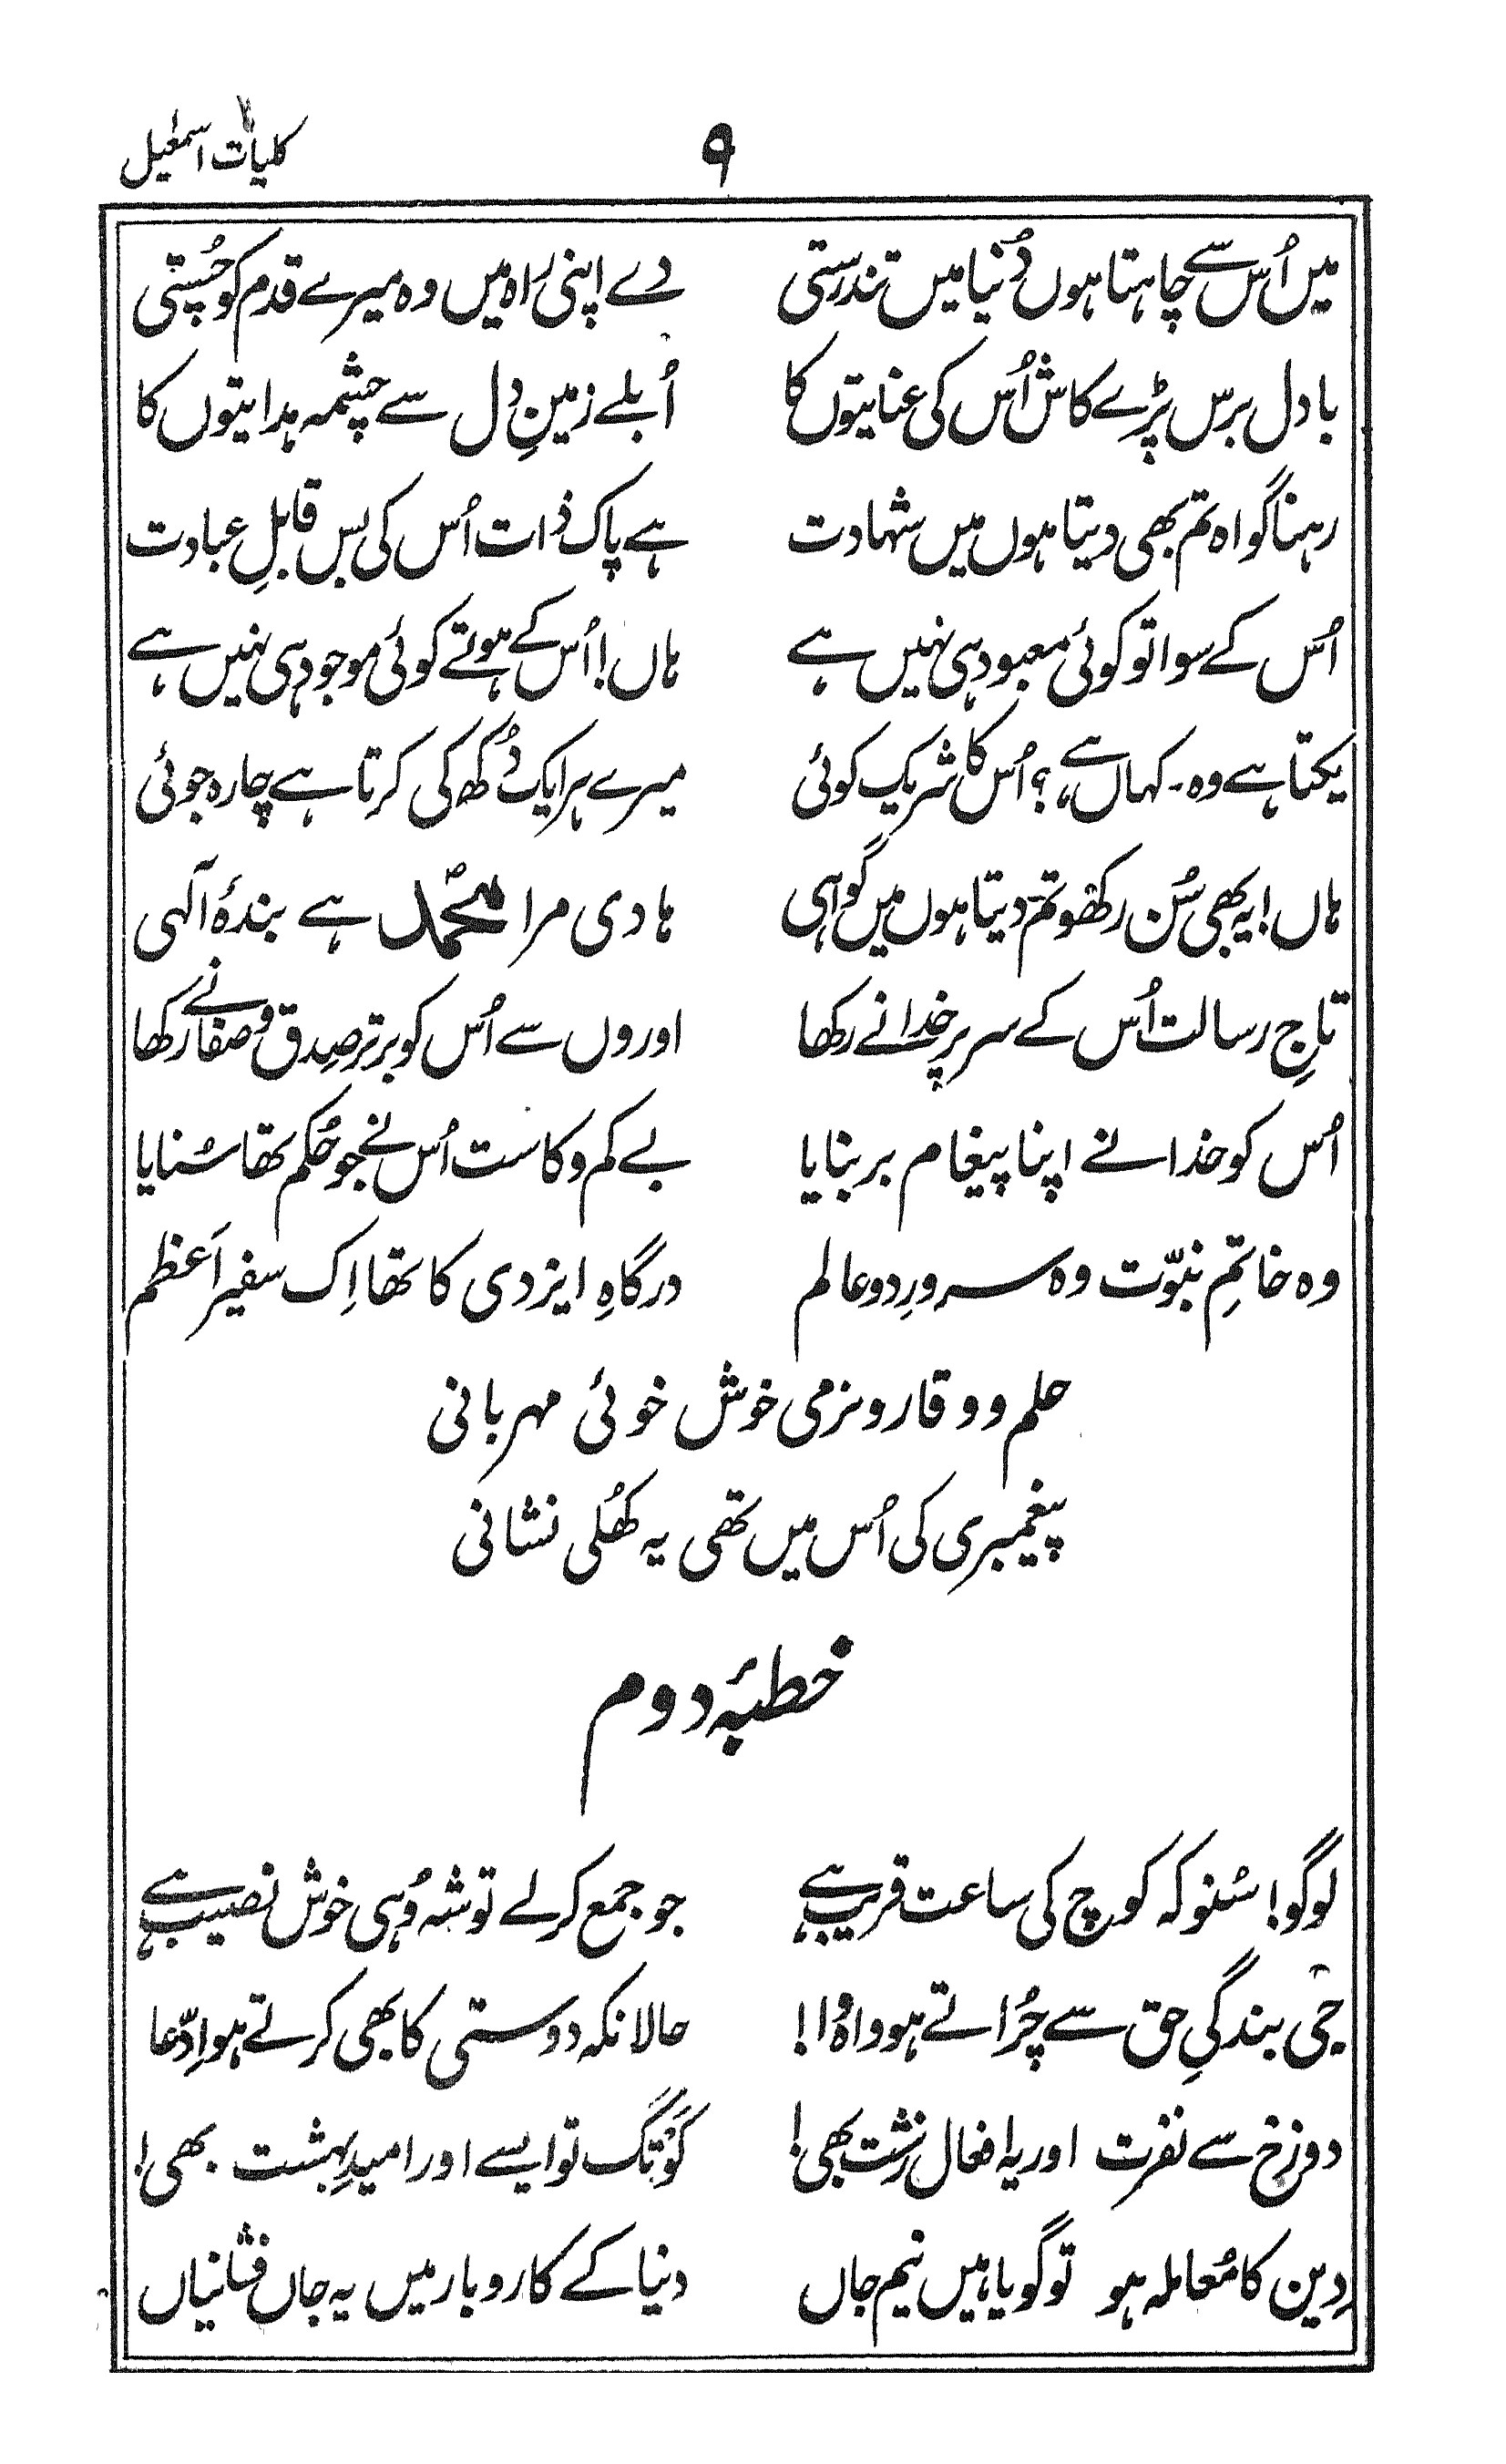 کلیات اسمٰعیل ۹
میں اُس سے چاہتا ہوں دُنیا میں تندرستی دے اپنی راہ میں وہ میرے قدم کو چُستی
بادل برس پڑے کاش اُس کی عنایتوں کا اُبلے زمینِ دل سے چشمہ ہدایتوں کا
رہنا گواہ تم بھی دیتا ہوں میں شہادت ہے پاک ذات اُس کی بس قابلِ عبادت
اُس کے سوا تو کوئی معبود ہی نہیں ہے ہاں! اُس کے ہوتے کوئی موجود ہی نہیں ہے
یکتا ہے وہ۔ کہاں ہے؟ اُس کا شریک کوئی میرے ہر ایک دُکھ کی کرتا ہے چارہ جوئی
ہاں! یہ بھی سُن رکھو تم دیتا ہوں میں گواہی ہادی مرا محمّدؐ ہے بندۂ آلہی
تاجِ رسالت اُس کے سر پر خدا نے رکھا اوروں سے اُس کو برتر صِدق و صفا نے رکھا
اُس کو خدا نے اپنا پیغام بر بنایا بے کم و کاست اُس نے جو حُکم تھا سُنایا
وہ خاتمِ نبوّت وہ سرورِ دو عالم درگاہِ ایزدی کا تھا اِک سفیر اَعظم
حلم و وقار و نرمی خوش خوئی مہربانی
پیغمبری کی اُس میں تھی یہ کھُلی نشانی
خطبۂ دوم
لوگو! سُنو کہ کوچ کی ساعت قریب ہے جو جمع کر لے توشہ وُہی خوش نصیب ہے
جی بندگیِ حق سے چُراتے ہو واہ وا! حالانکہ دوستی کا بھی کرتے ہو اِدّعا
دوزخ سے نفرت اور یہ افعال زشت بھی! کَوتک تو ایسے اور امیدِ بہشت بھی!
دِین کا مُعاملہ ہو تو گویا ہیں نیم جاں دنیا کے کاروبار میں یہ جاں فشانیاں